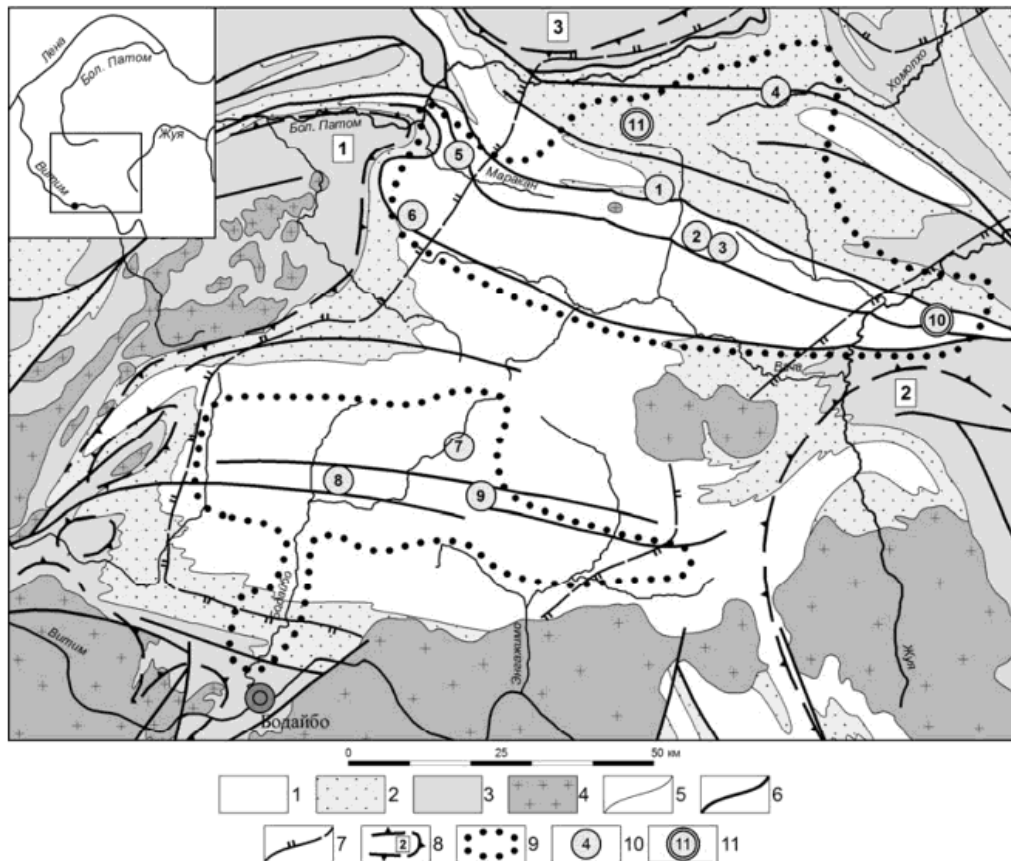 Лена
Бол. Патом
Жуя
Витим
3
Хомолхо
4
11
Бол. Патом
1
5
Маракан
1
6
2 3
10
Вача
2
7
8
9
Бодайбо
Витим
Энгажимо
Жуя
Бодайбо
0 25 50 км
1 2 3 4 5 6
7 2 8 9 4 10 11 11